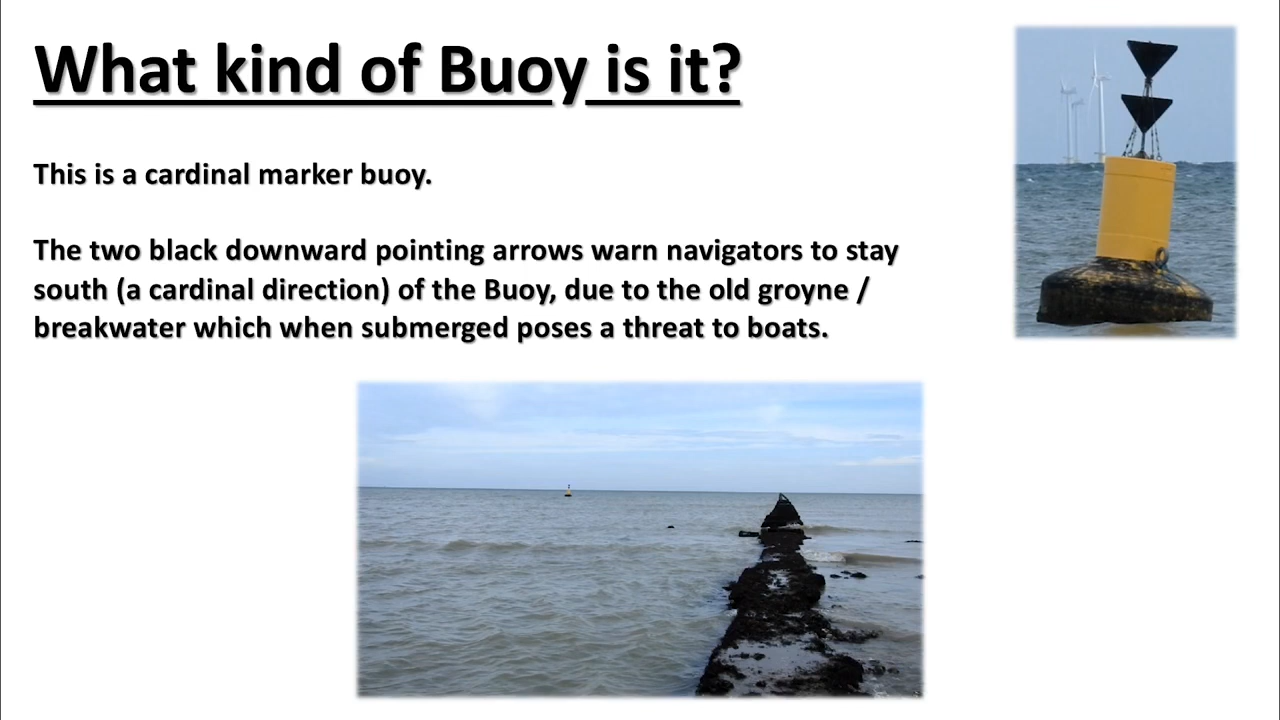 What kind of Buoy is it?
This is a cardinal marker buoy.
The two black downward pointing arrows warn navigators to stay
south (a cardinal direction) of the Buoy, due to the old groyne /
breakwater which when submerged poses a threat to boats.